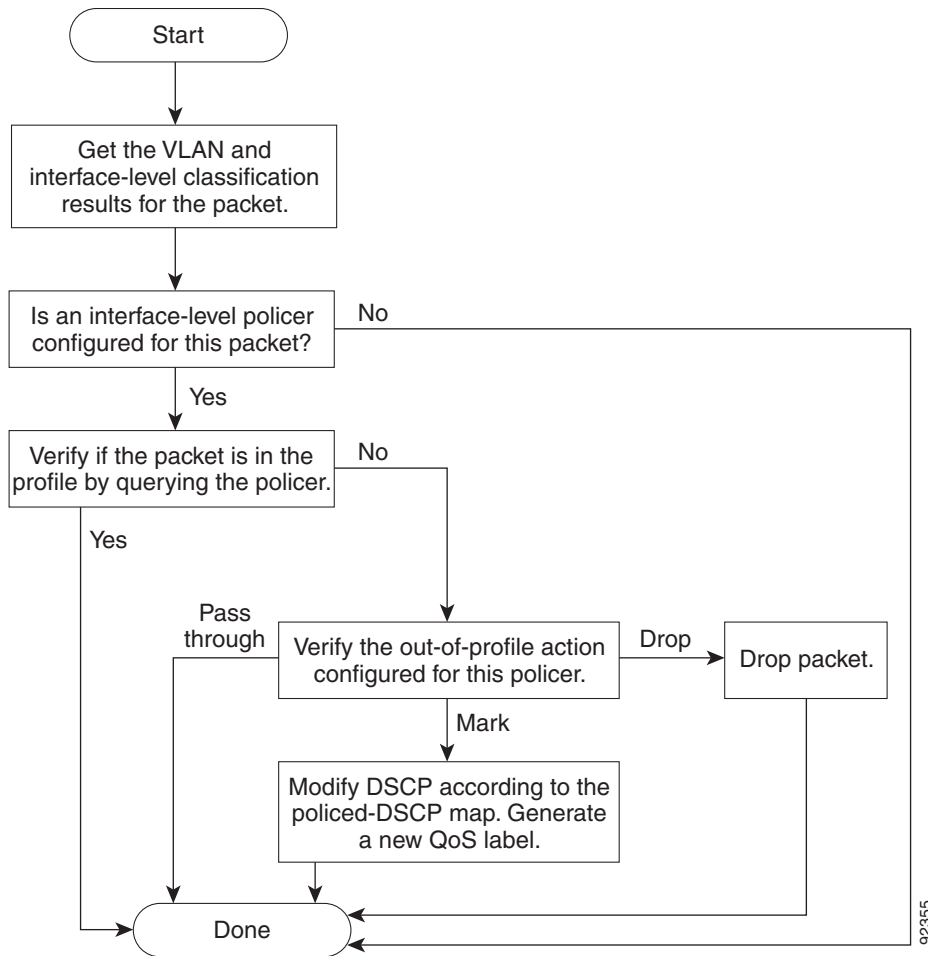 Start
Get the VLAN and
interface-level classification
results for the packet.
Is an interface-level policer
configured for this packet?
No
Yes
Verify if the packet is in the
profile by querying the policer.
No
Yes
Pass
through
Verify the out-of-profile action
configured for this policer.
Drop
Drop packet.
Mark
Modify DSCP according to the
policed-DSCP map. Generate
a new QoS label.
Done
92355